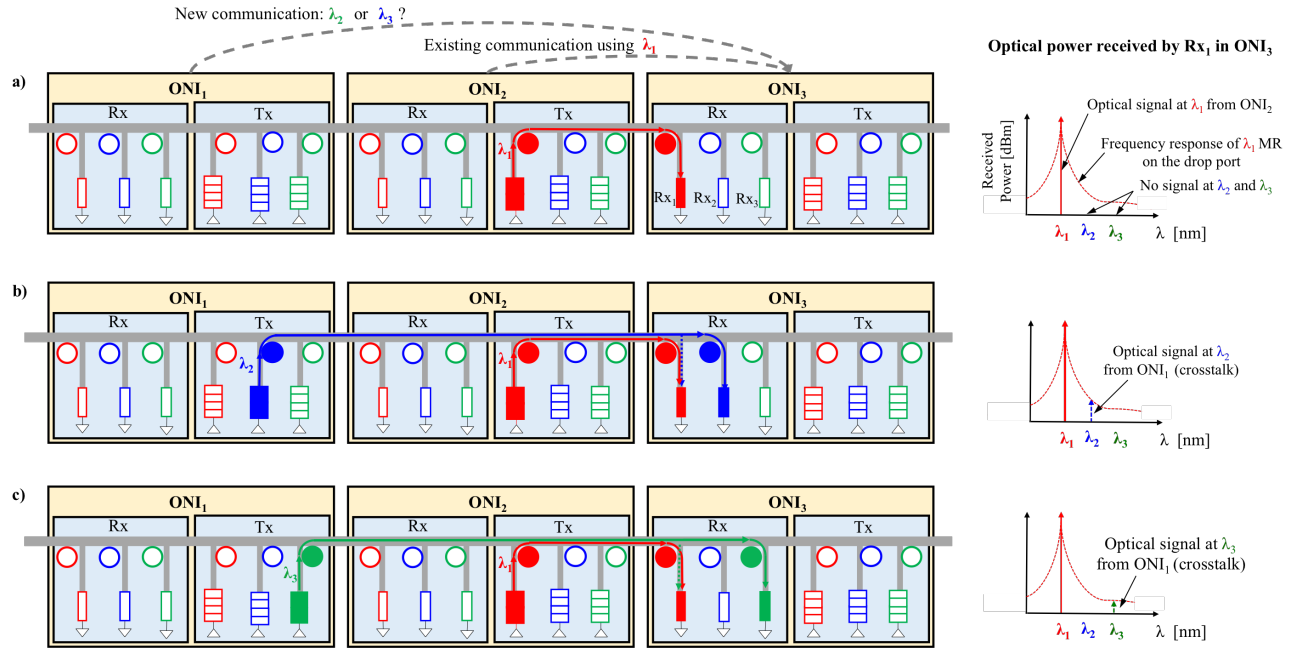 New communication: λ2 or λ3 ?
Existing communication using λ1
Optical power received by Rx1 in ONI3
a)
ONI1
ONI2
ONI3
Rx
Tx
Rx
Tx
Rx
Tx
λ1
Rx1
Rx2
Rx3
Received
Power [dBm]
Optical signal at λ1 from ONI2
Frequency response of λ1 MR
on the drop port
No signal at λ2 and λ3
λ1
λ2
λ3
λ [nm]
b)
ONI1
ONI2
ONI3
Rx
Tx
Rx
Tx
Rx
Tx
λ2
λ1
Optical signal at λ2
from ONI1 (crosstalk)
λ1
λ2
λ3
λ [nm]
c)
ONI1
ONI2
ONI3
Rx
Tx
Rx
Tx
Rx
Tx
λ3
λ1
Optical signal at λ3
from ONI1 (crosstalk)
λ1
λ2
λ3
λ [nm]